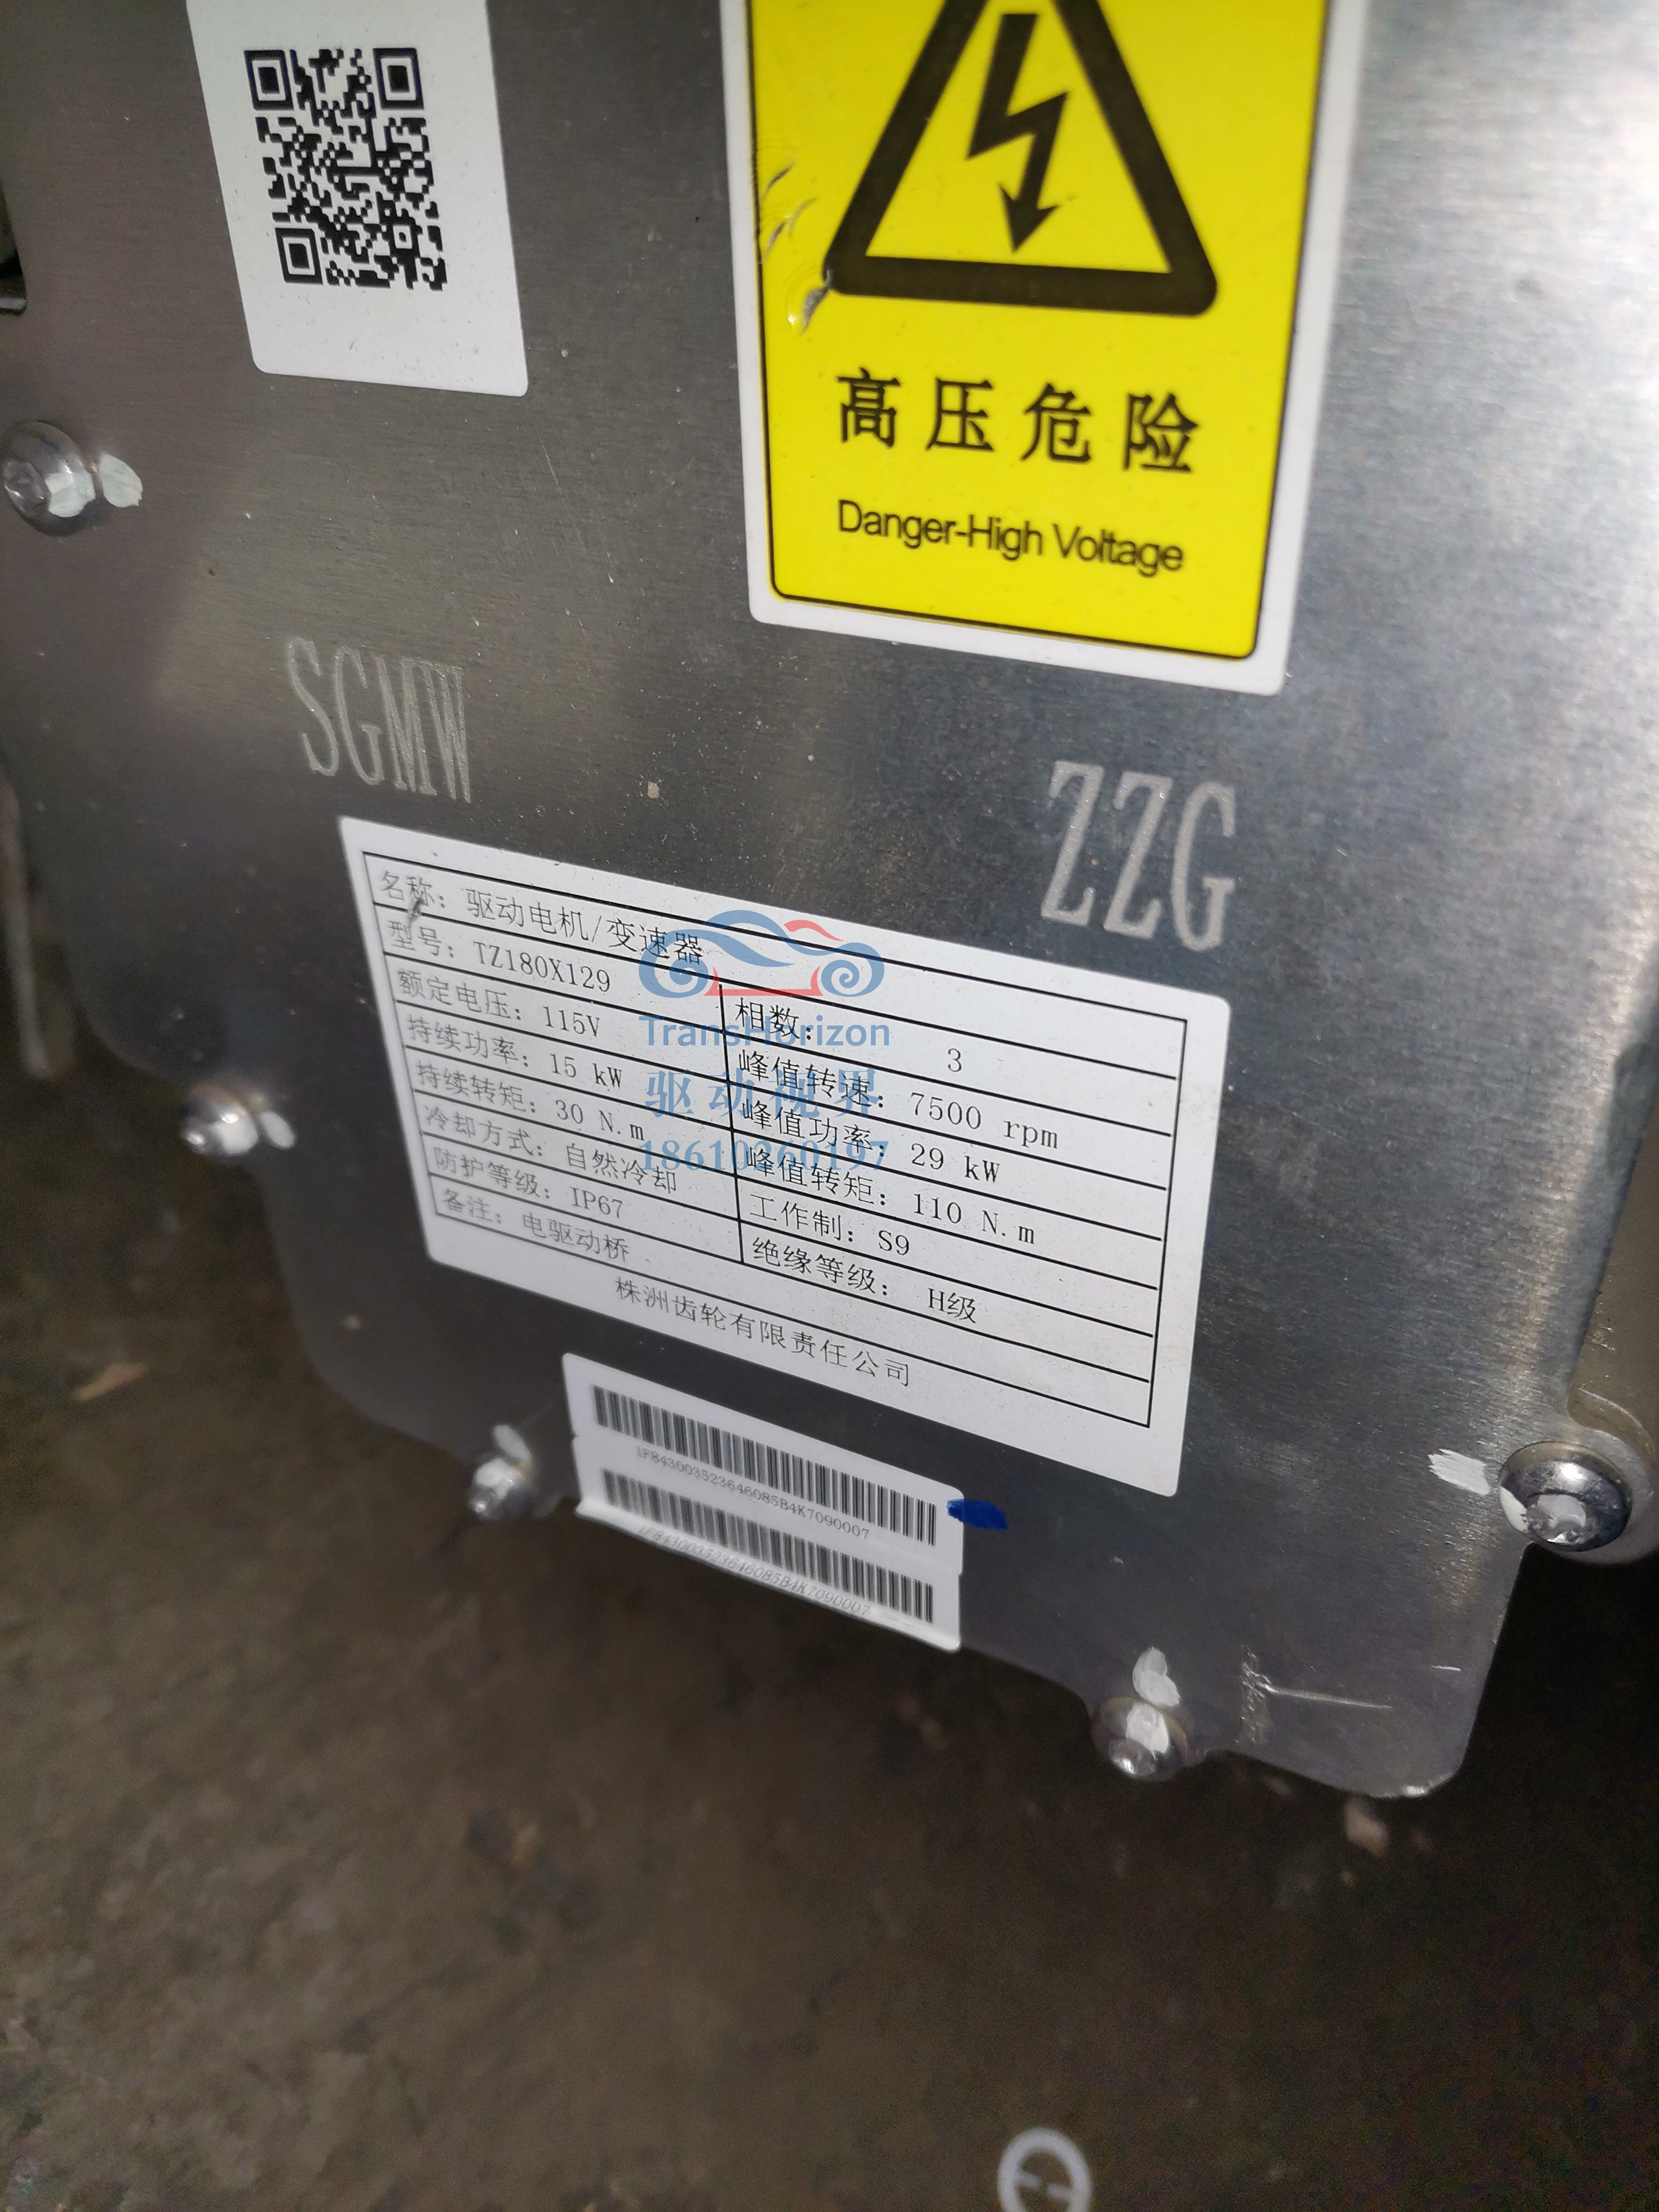 高压危险
Danger-High Voltage
SGMW
ZZG
名称：驱动电机/变速器
型号：TZ180X129
相数： 3
额定电压：115V
峰值转速：7500 rpm
持续功率：15 kW
峰值功率：29 kW
持续转矩：30 N.m
峰值转矩：110 N.m
冷却方式：自然冷却
工作制：S9
防护等级：IP67
绝缘等级： H级
备注：电驱动桥
株洲齿轮有限责任公司
TransHorizon
驱动视界
18610260197
1F8430035236460B5B4K7090007
1F8430035236460B5B4K7090007